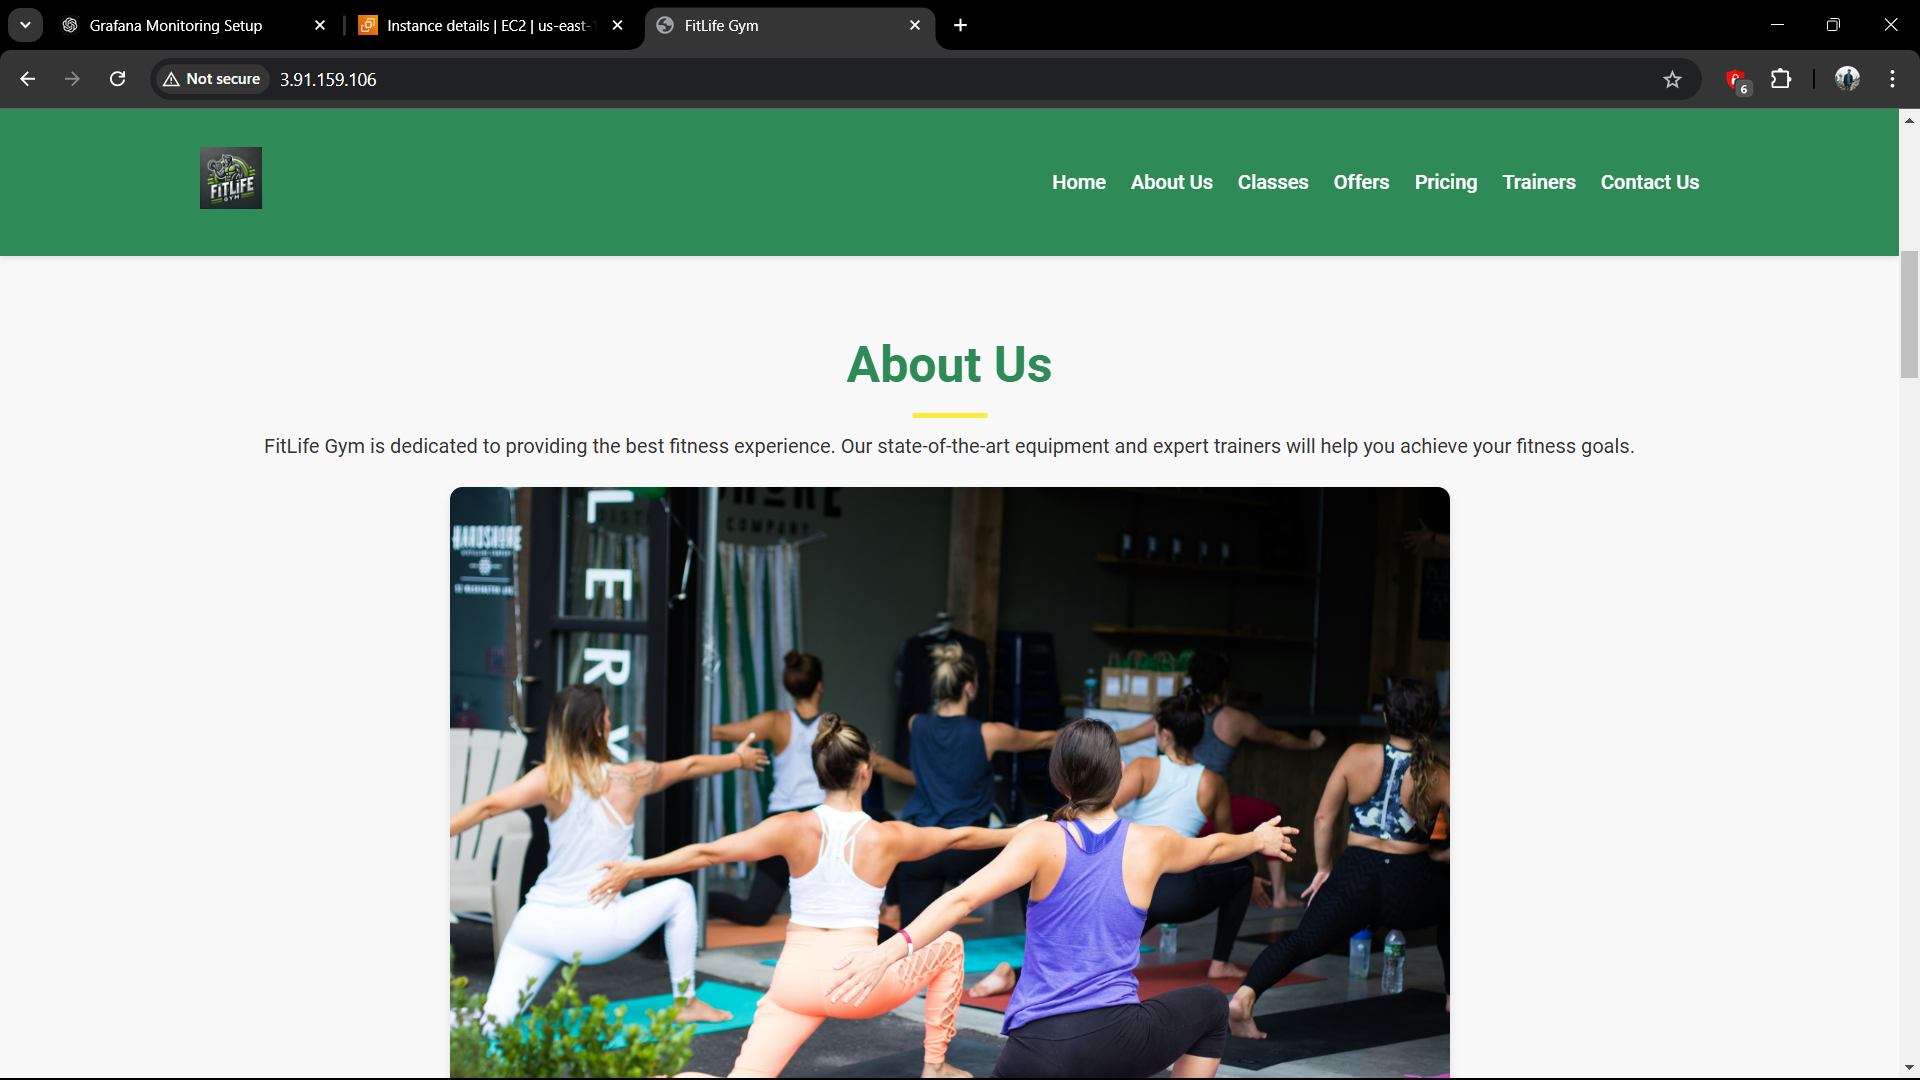 Grafana Monitoring Setup
Instance details | EC2 | us-east-1
FitLife Gym
Not secure
3.91.159.106
6
FiTLiFE
GYM
Home About Us Classes Offers Pricing Trainers Contact Us
About Us
FitLife Gym is dedicated to providing the best fitness experience. Our state-of-the-art equipment and expert trainers will help you achieve your fitness goals.
HARDSHORE
L E R Y
COMPANY